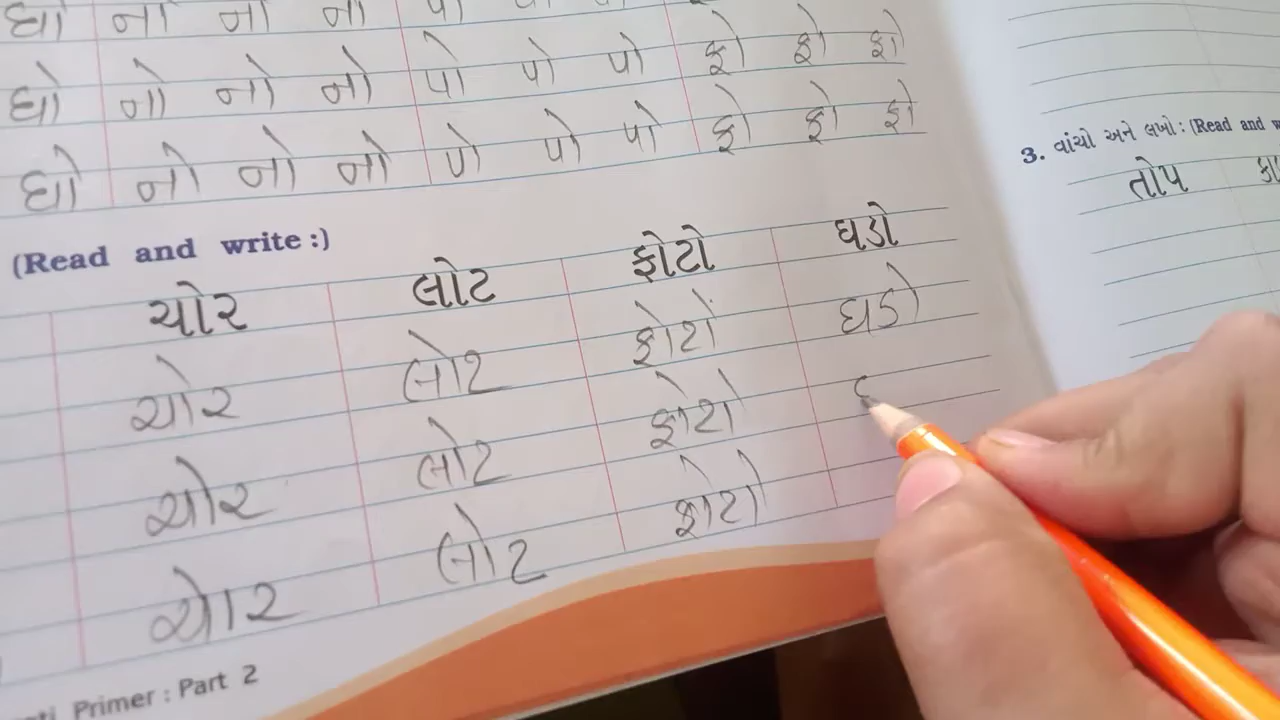 ઘો નો નો નો પો
ઘો નો નો નો પો પો પો ફો ફો ફો
ઘો નો નો નો પો પો પો ફો ફો ફો
(Read and write :)
ચોર લોટ ફોટો ઘડો
ચોર લોટ ફોટો ઘડો
ચોર લોટ ફોટો
ચોર લોટ ફોટો
Primer : Part 2
3. વાંચો અને લખો : (Read and
તોપ